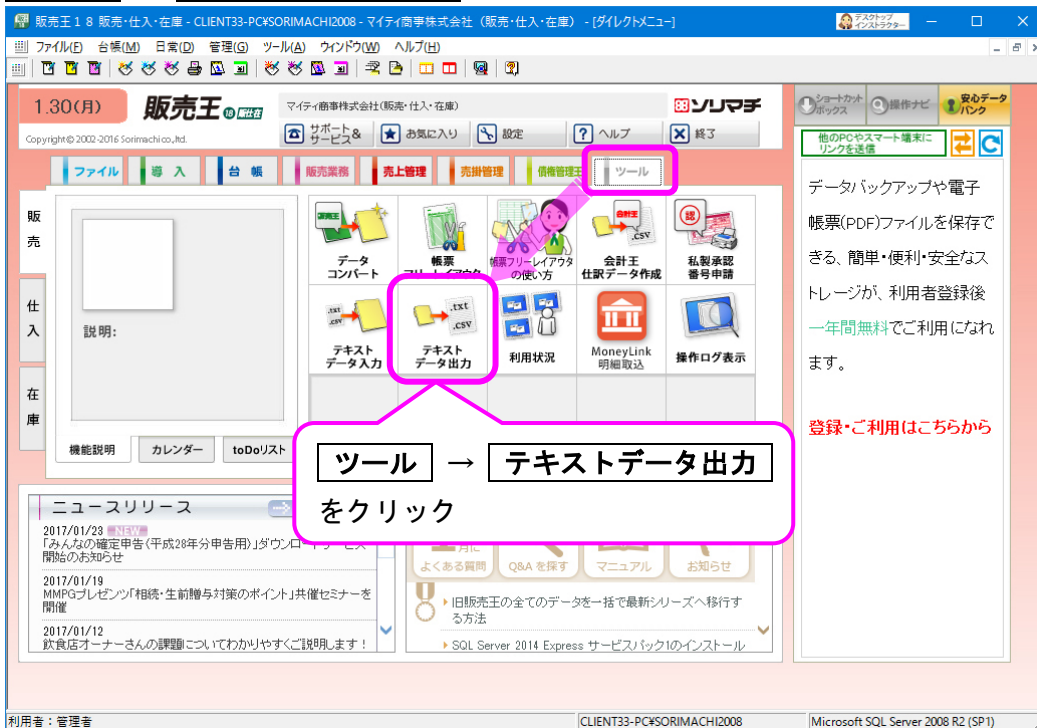 販売王18 販売・仕入・在庫 - CLIENT33-PC¥SORIMACHI2008 - マイティ商事株式会社（販売・仕入・在庫） - [ダイレクトメニュー]
デスクトップ
インストラクター
ファイル(F) 台帳(M) 日常(D) 管理(G) ツール(A) ウィンドウ(W) ヘルプ(H)
1.30(月)
販売王 18 販仕在
マイティ商事株式会社(販売・仕入・在庫)
ソリマチ
Copyright© 2002-2016 Sorimachi co.,ltd.
サポート&
サービス
お気に入り
設定
ヘルプ
終了
ファイル 導入 台帳 販売業務 売上管理 売掛管理 債権管理王 ツール
ショートカット
ボックス
操作ナビ
安心データ
バンク
他のPCやスマート端末に
リンクを送信
販売
仕入
在庫
説明:
機能説明 カレンダー toDoリスト
データ
コンバート
帳票
フリーレイアウト
帳票フリーレイアウタ
の使い方
会計王
仕訳データ作成
私製承認
番号申請
テキスト
データ入力
テキスト
データ出力
利用状況
MoneyLink
明細取込
操作ログ表示
ツール → テキストデータ出力
をクリック
データバックアップや電子
帳票(PDF)ファイルを保存で
きる、簡単・便利・安全なス
トレージが、利用者登録後
一年間無料でご利用になれ
ます。
登録・ご利用はこちらから
ニュースリリース
2017/01/23 NEW
「みんなの確定申告(平成28年分申告用)」ダウンロードサービス
開始のお知らせ
2017/01/19
MMPGプレゼンツ「相続・生前贈与対策のポイント」共催セミナーを
開催
2017/01/12
飲食店オーナーさんの課題についてわかりやすくご説明します！
よくある質問 Q&Aを探す マニュアル お知らせ
旧販売王の全てのデータを一括で最新シリーズへ移行す
る方法
SQL Server 2014 Express サービスパック1のインストール
利用者：管理者
CLIENT33-PC¥SORIMACHI2008
Microsoft SQL Server 2008 R2 (SP1)